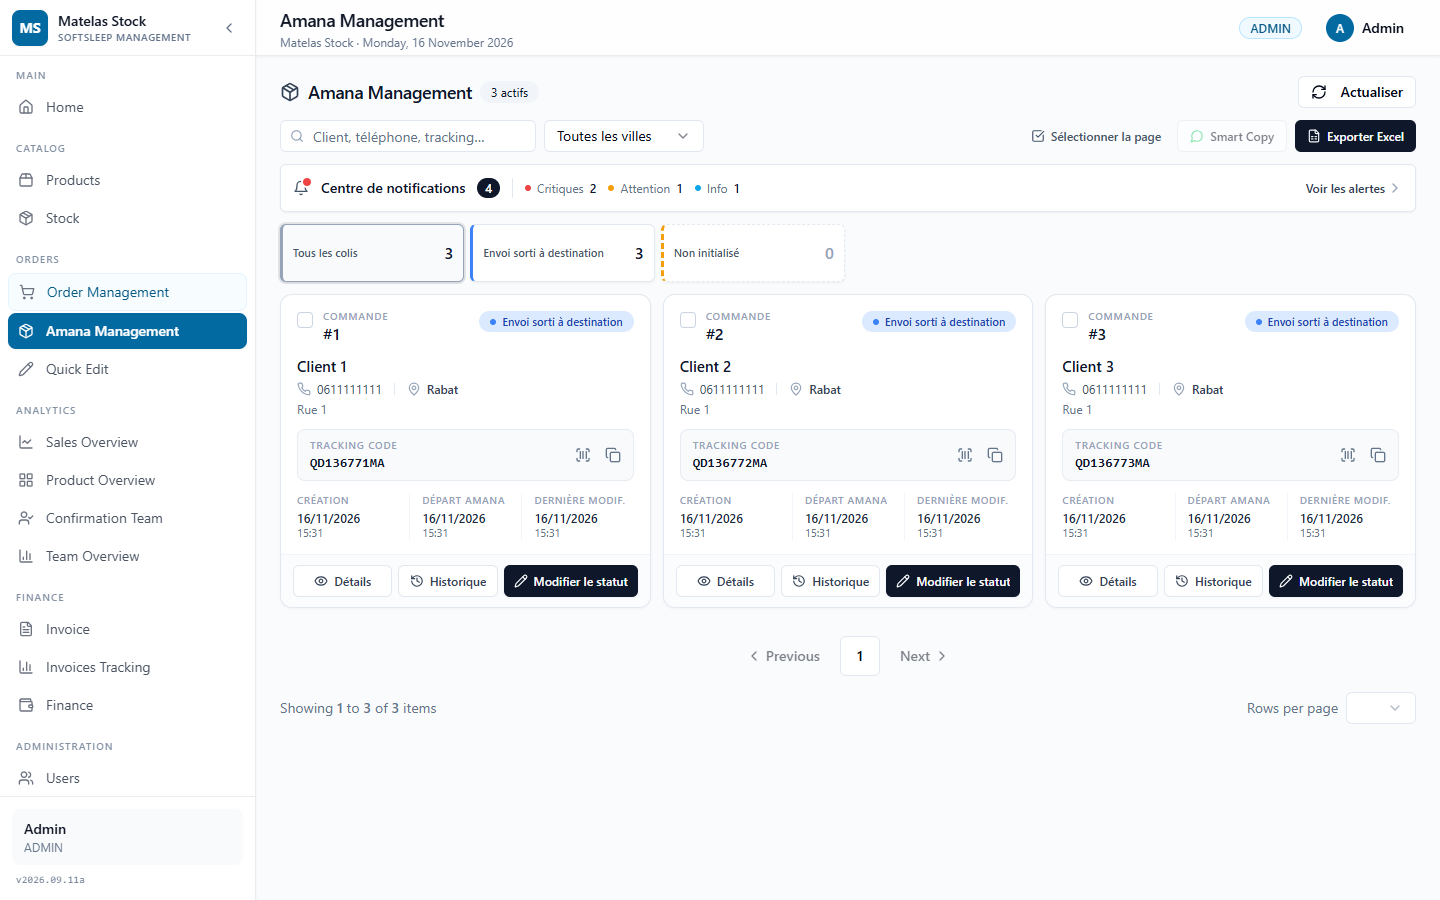 MS
Matelas Stock
SOFTSLEEP MANAGEMENT
MAIN
Home
CATALOG
Products
Stock
ORDERS
Order Management
Amana Management
Quick Edit
ANALYTICS
Sales Overview
Product Overview
Confirmation Team
Team Overview
FINANCE
Invoice
Invoices Tracking
Finance
ADMINISTRATION
Users
Admin
ADMIN
v2026.09.11a
Amana Management
Matelas Stock · Monday, 16 November 2026
ADMIN
A
Admin
Amana Management
3 actifs
Actualiser
Client, téléphone, tracking...
Toutes les villes
Sélectionner la page
Smart Copy
Exporter Excel
Centre de notifications
4
Critiques 2
Attention 1
Info 1
Voir les alertes
Tous les colis
3
Envoi sorti à destination
3
Non initialisé
0
COMMANDE
#1
Envoi sorti à destination
Client 1
0611111111
Rabat
Rue 1
TRACKING CODE
QD136771MA
CRÉATION
16/11/2026
15:31
DÉPART AMANA
16/11/2026
15:31
DERNIÈRE MODIF.
16/11/2026
15:31
Détails
Historique
Modifier le statut
COMMANDE
#2
Envoi sorti à destination
Client 2
0611111111
Rabat
Rue 1
TRACKING CODE
QD136772MA
CRÉATION
16/11/2026
15:31
DÉPART AMANA
16/11/2026
15:31
DERNIÈRE MODIF.
16/11/2026
15:31
Détails
Historique
Modifier le statut
COMMANDE
#3
Envoi sorti à destination
Client 3
0611111111
Rabat
Rue 1
TRACKING CODE
QD136773MA
CRÉATION
16/11/2026
15:31
DÉPART AMANA
16/11/2026
15:31
DERNIÈRE MODIF.
16/11/2026
15:31
Détails
Historique
Modifier le statut
Previous
1
Next
Showing 1 to 3 of 3 items
Rows per page